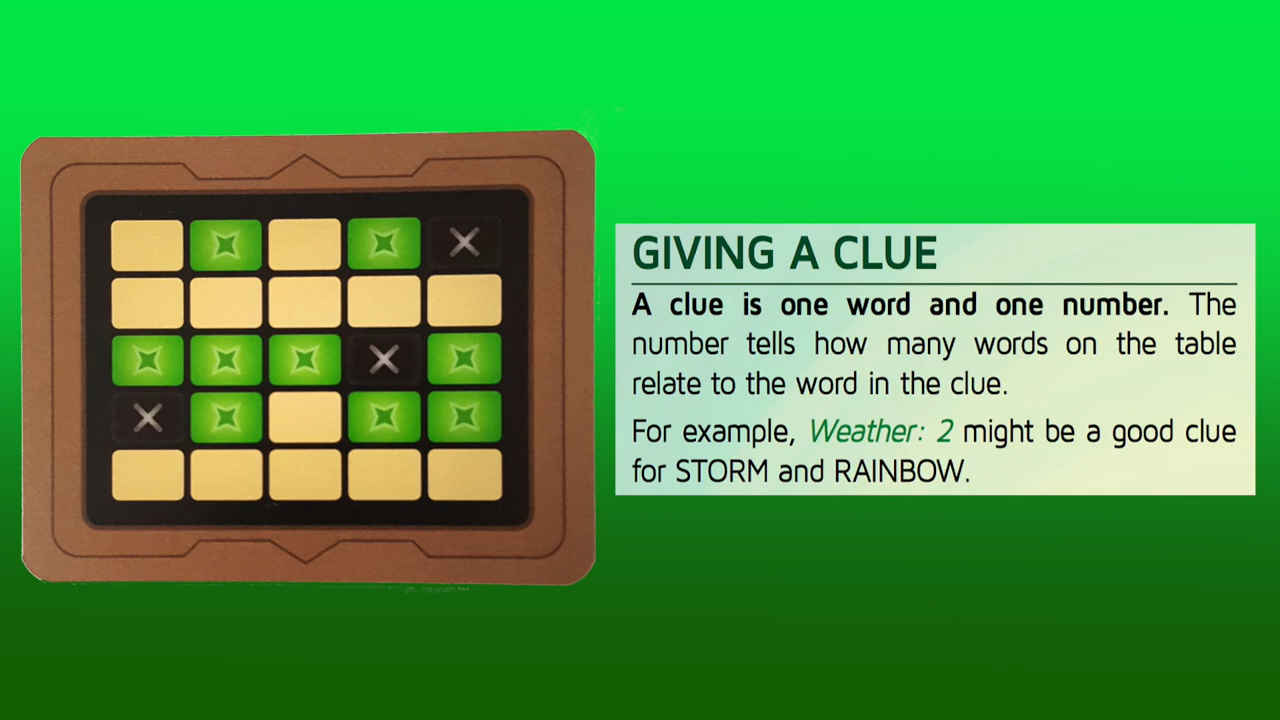 GIVING A CLUE
A clue is one word and one number. The
number tells how many words on the table
relate to the word in the clue.
For example, Weather: 2 might be a good clue
for STORM and RAINBOW.